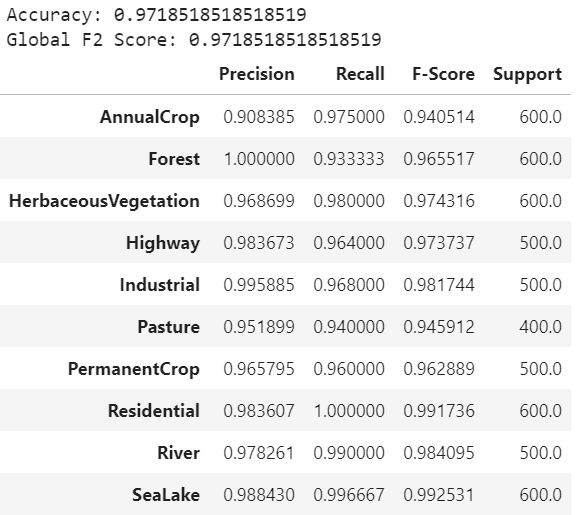 Accuracy: 0.9718518518518519
Global F2 Score: 0.9718518518518519
Precision Recall F-Score Support
AnnualCrop 0.908385 0.975000 0.940514 600.0
Forest 1.000000 0.933333 0.965517 600.0
HerbaceousVegetation 0.968699 0.980000 0.974316 600.0
Highway 0.983673 0.964000 0.973737 500.0
Industrial 0.995885 0.968000 0.981744 500.0
Pasture 0.951899 0.940000 0.945912 400.0
PermanentCrop 0.965795 0.960000 0.962889 500.0
Residential 0.983607 1.000000 0.991736 600.0
River 0.978261 0.990000 0.984095 500.0
SeaLake 0.988430 0.996667 0.992531 600.0